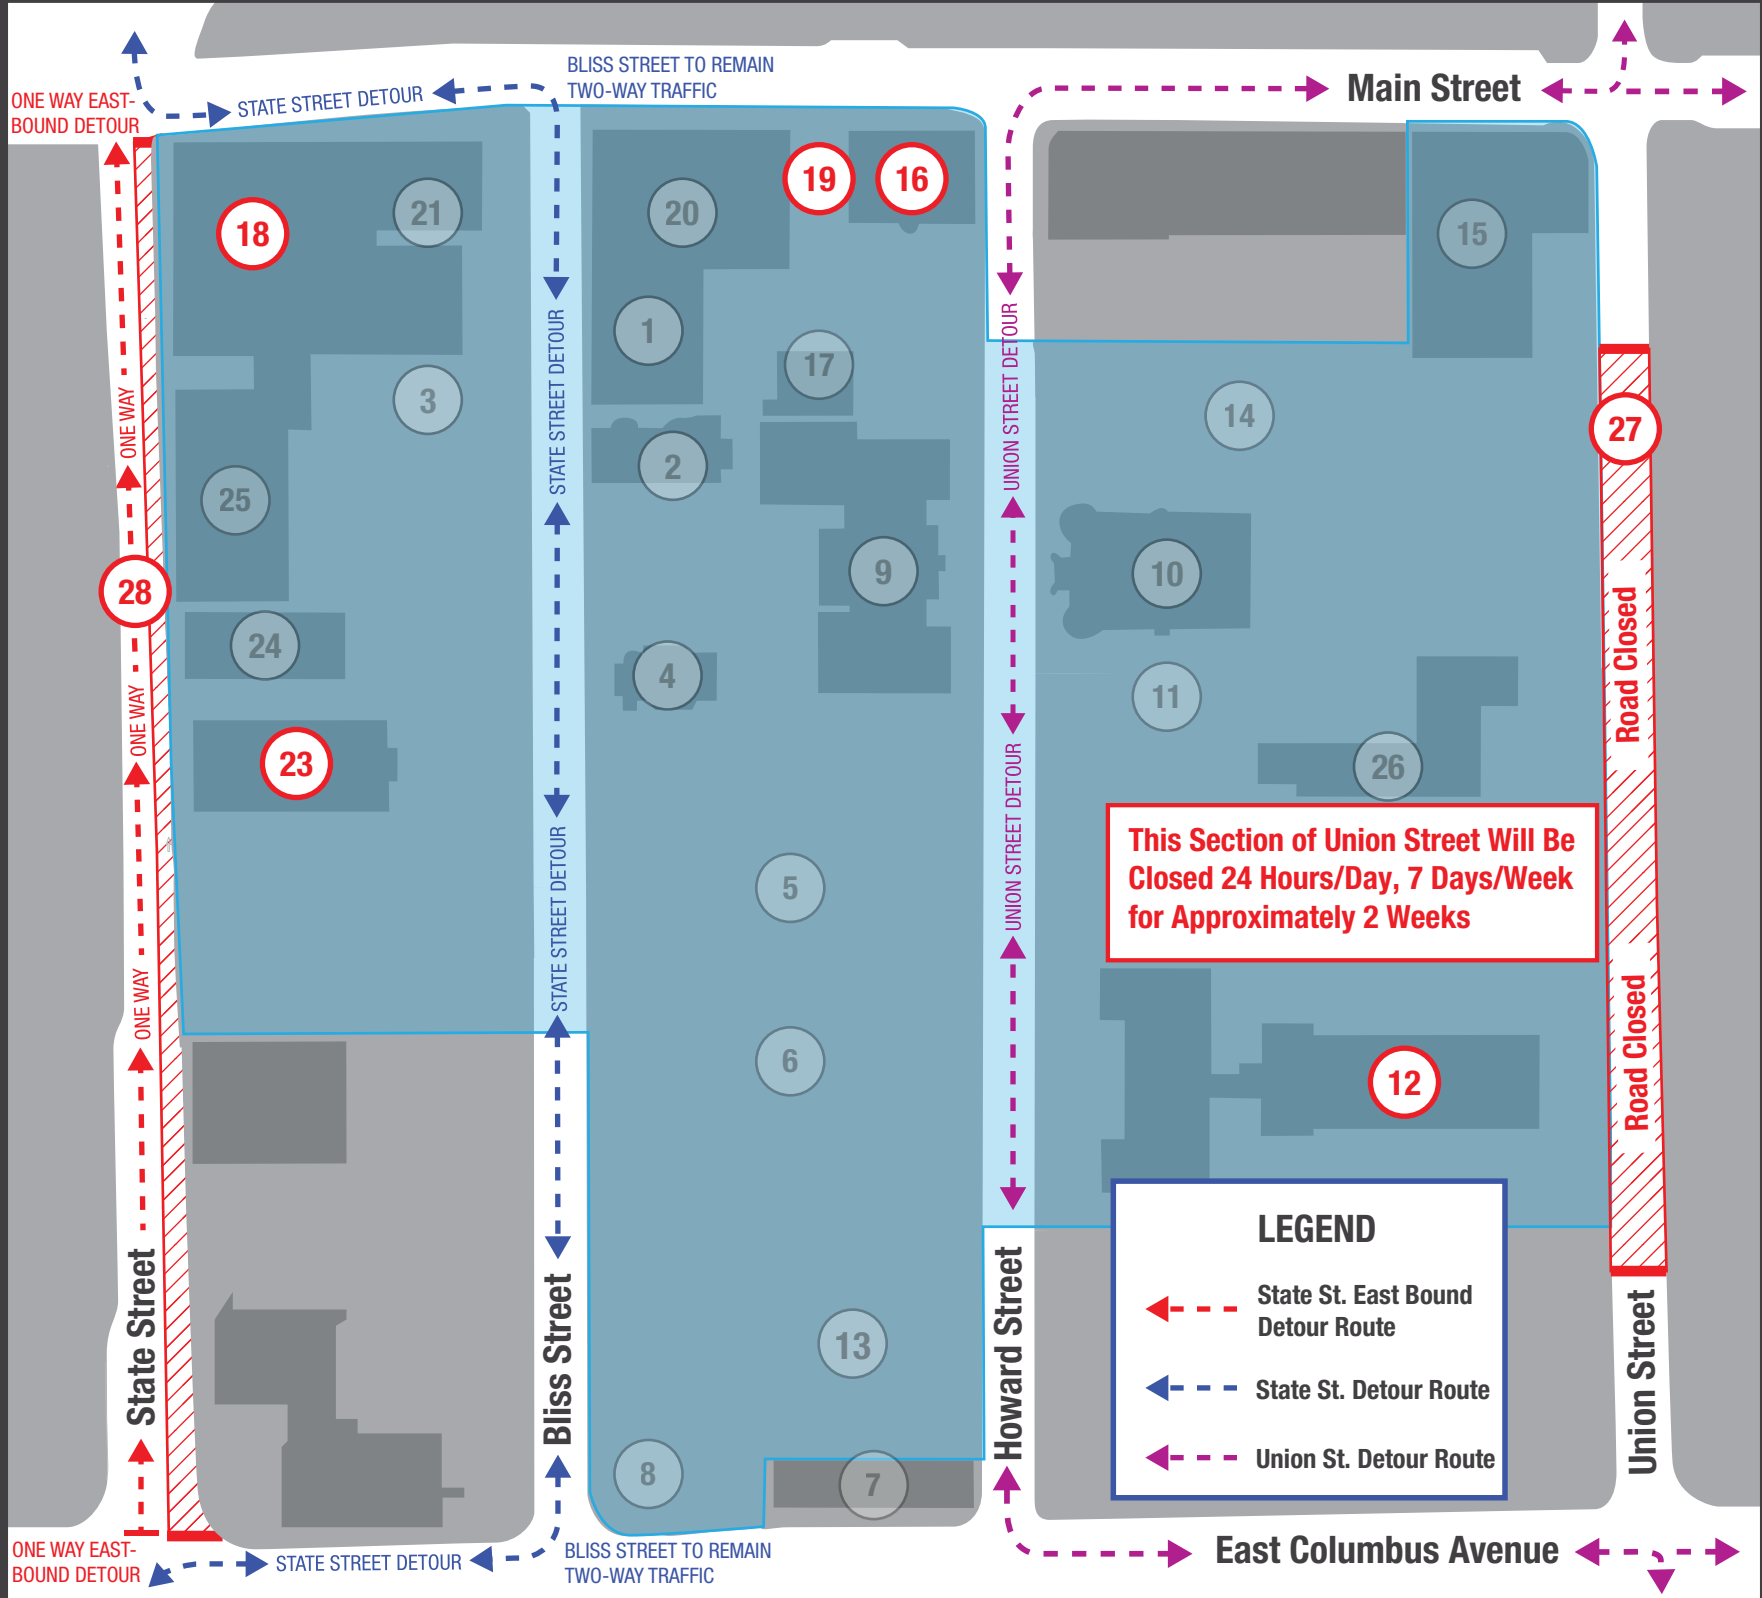 BLISS STREET TO REMAIN
TWO-WAY TRAFFIC
ONE WAY EAST-
BOUND DETOUR
STATE STREET DETOUR
Main Street
18
21
20
19
16
15
1
17
3
2
14
27
25
9
10
28
24
4
11
23
26
5
6
12
13
8
7
ONE WAY
ONE WAY
ONE WAY
State Street
STATE STREET DETOUR
STATE STREET DETOUR
Bliss Street
UNION STREET DETOUR
UNION STREET DETOUR
Howard Street
Road Closed
Road Closed
Union Street
This Section of Union Street Will Be
Closed 24 Hours/Day, 7 Days/Week
for Approximately 2 Weeks
LEGEND
State St. East Bound
Detour Route
State St. Detour Route
Union St. Detour Route
ONE WAY EAST-
BOUND DETOUR
STATE STREET DETOUR
BLISS STREET TO REMAIN
TWO-WAY TRAFFIC
East Columbus Avenue